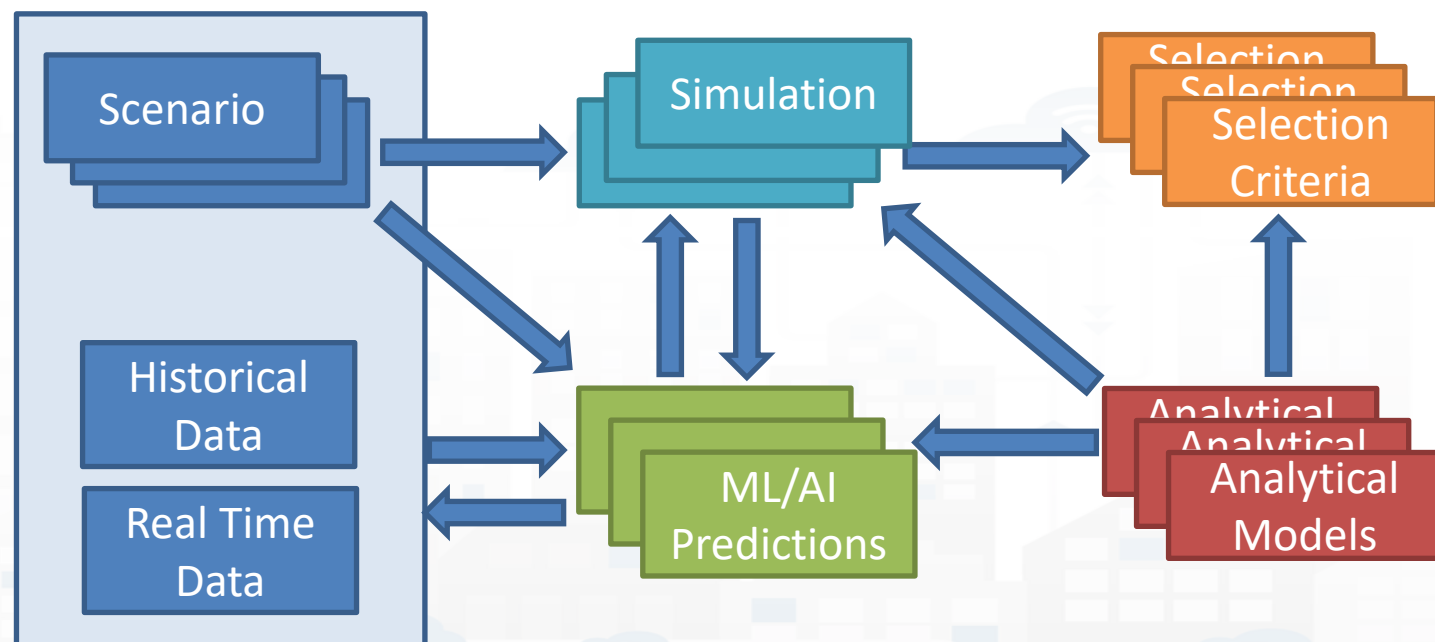 Scenario
Simulation
Selection
Selection
Selection
Criteria
Historical
Data
Real Time
Data
ML/AI
Predictions
Analytical
Analytical
Analytical
Models